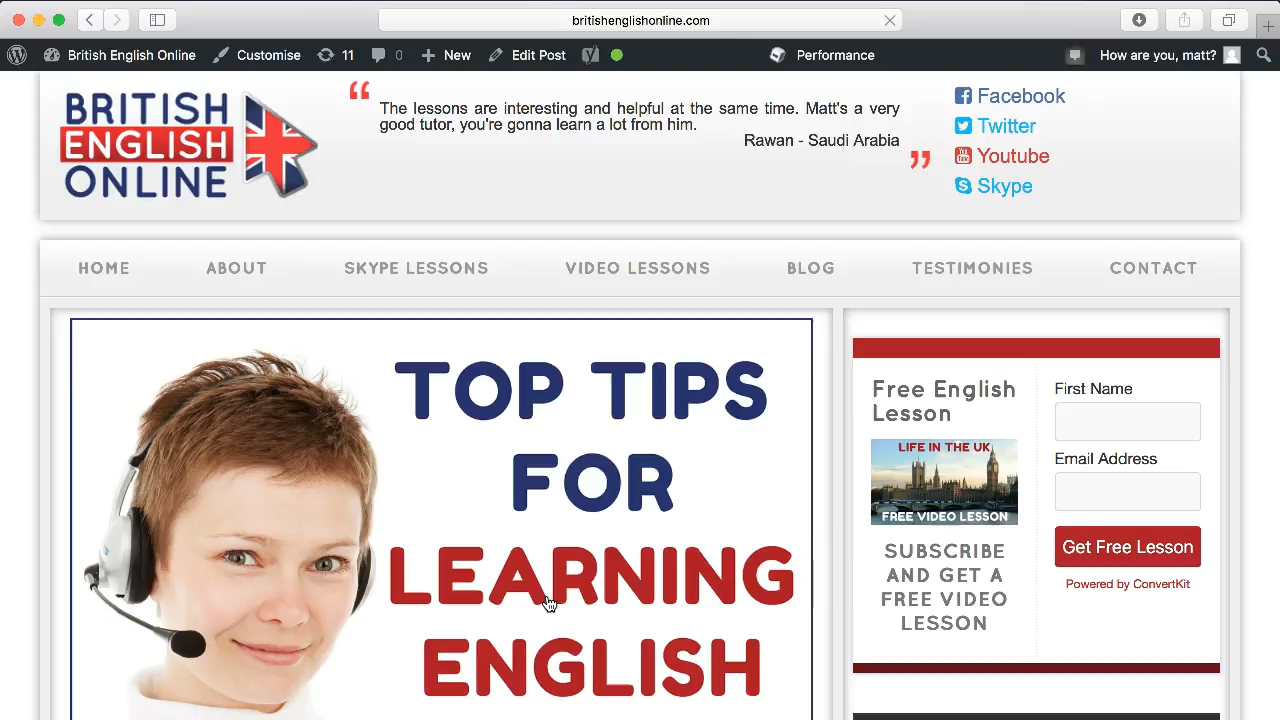 britishenglishonline.com
British English Online
Customise
11
0
New
Edit Post
Performance
How are you, matt?
BRITISH
ENGLISH
ONLINE
“
The lessons are interesting and helpful at the same time. Matt's a very
good tutor, you're gonna learn a lot from him.
Rawan - Saudi Arabia
”
Facebook
Twitter
Youtube
Skype
HOME
ABOUT
SKYPE LESSONS
VIDEO LESSONS
BLOG
TESTIMONIES
CONTACT
TOP TIPS
FOR
LEARNING
ENGLISH
Free English
Lesson
LIFE IN THE UK
FREE VIDEO LESSON
SUBSCRIBE
AND GET A
FREE VIDEO
LESSON
First Name
Email Address
Get Free Lesson
Powered by ConvertKit